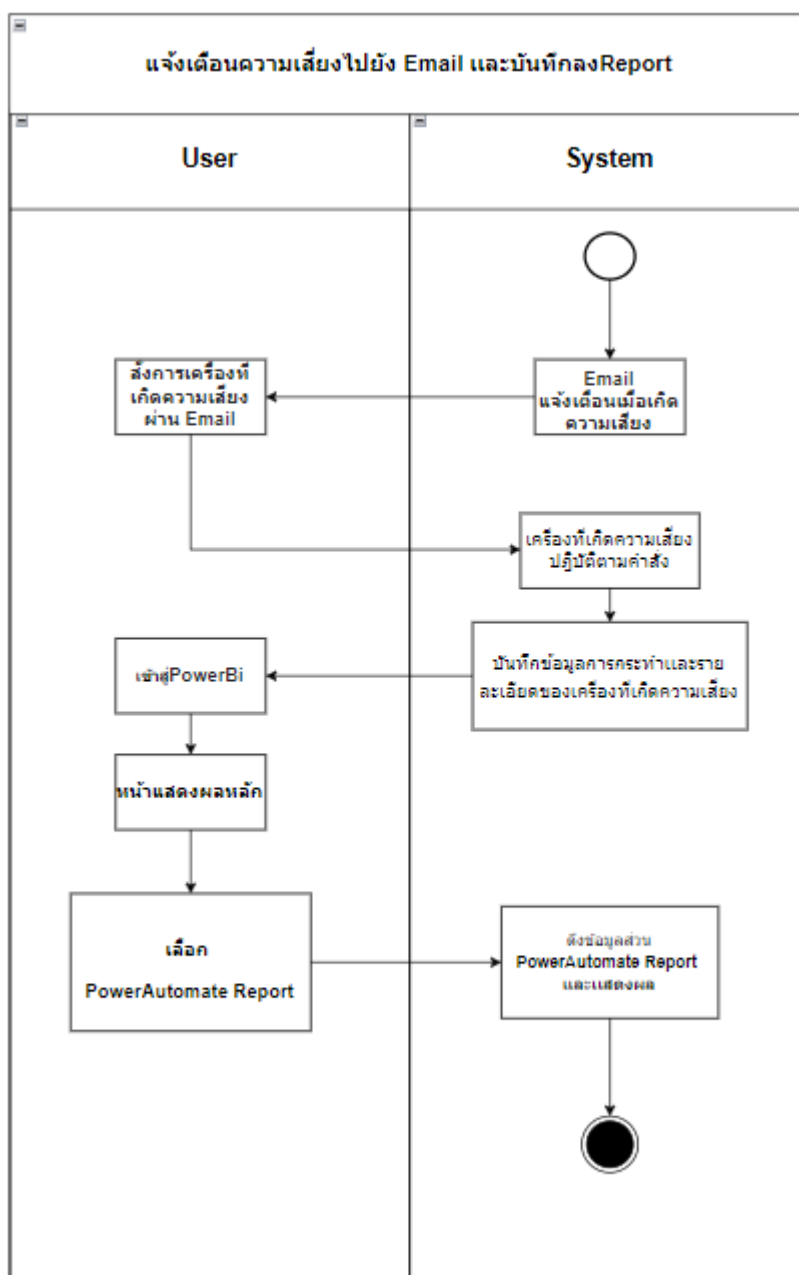 แจ้งเตือนความเสี่ยงไปยัง Email และบันทึกลงReport
User
System
Email
แจ้งเตือนเมื่อเกิด
ความเสี่ยง
สั่งการเครื่องที่
เกิดความเสี่ยง
ผ่าน Email
เครื่องที่เกิดความเสี่ยง
ปฏิบัติตามคำสั่ง
บันทึกข้อมูลการกระทำและราย
ละเอียดของเครื่องที่เกิดความเสี่ยง
เข้าสู่PowerBi
หน้าแสดงผลหลัก
เลือก
PowerAutomate Report
ดึงข้อมูลส่วน
PowerAutomate Report
และแสดงผล